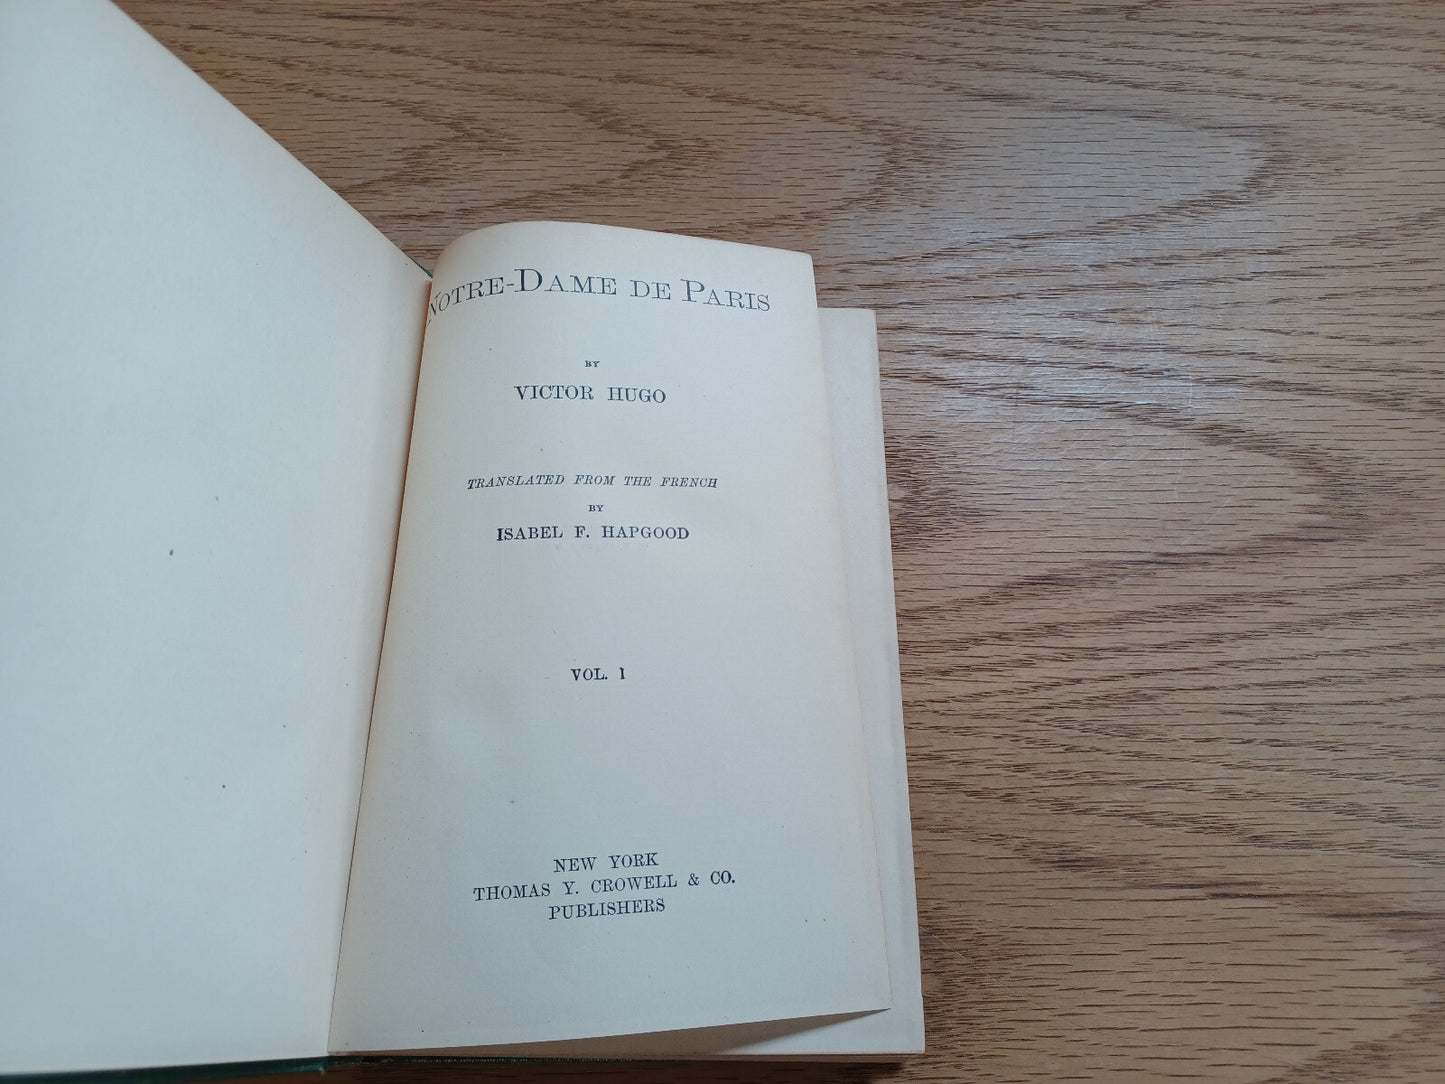 NOTRE-DAME DE PARIS
BY
VICTOR HUGO
TRANSLATED FROM THE FRENCH
BY
ISABEL F. HAPGOOD
VOL. I
NEW YORK
THOMAS Y. CROWELL & CO.
PUBLISHERS